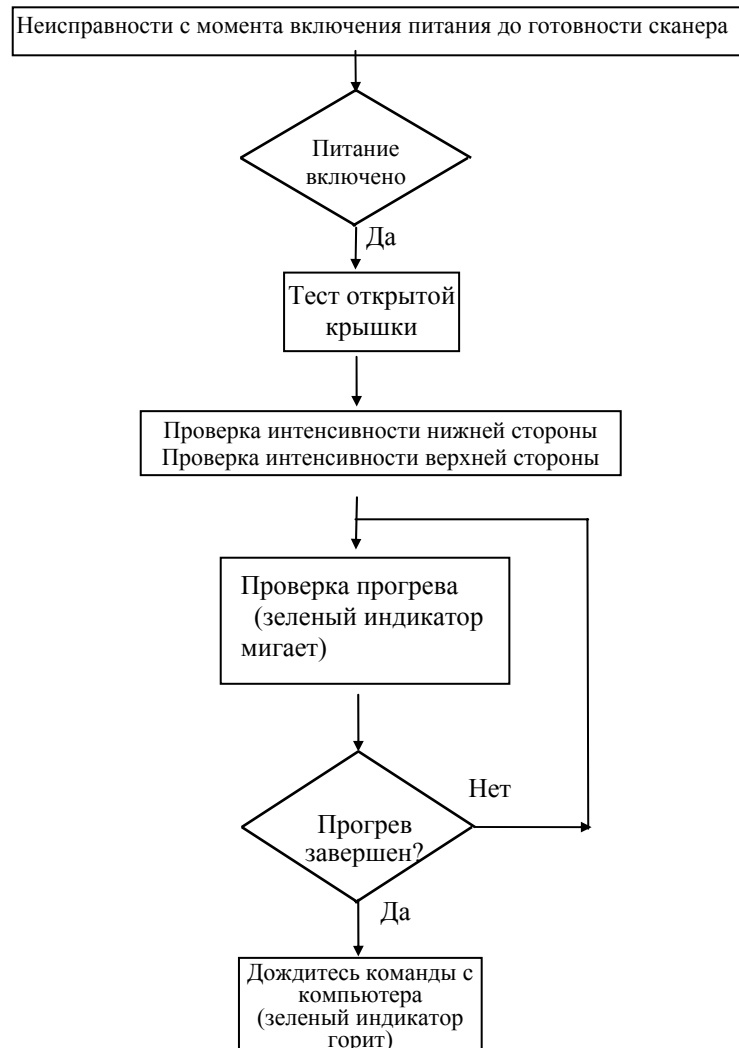 Неисправности с момента включения питания до готовности сканера
Питание
включено
Да
Тест открытой
крышки
Проверка интенсивности нижней стороны
Проверка интенсивности верхней стороны
Проверка прогрева
(зеленый индикатор
мигает)
Нет
Прогрев
завершен?
Да
Дождитесь команды с
компьютера
(зеленый индикатор
горит)